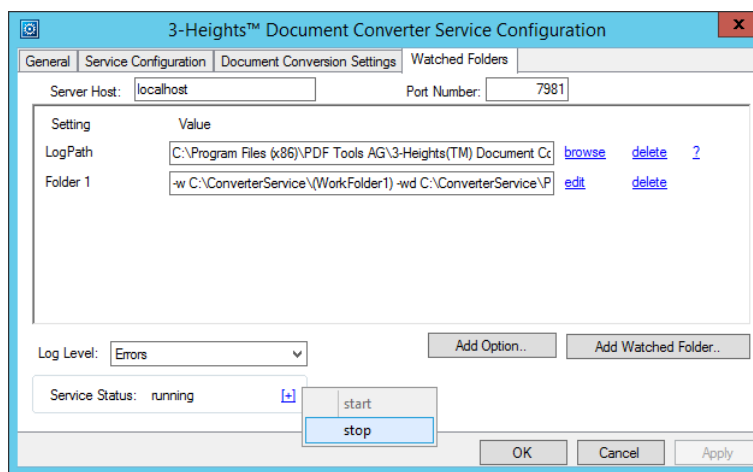 3-Heights™ Document Converter Service Configuration
x
General Service Configuration Document Conversion Settings Watched Folders
Server Host: localhost Port Number: 7981
Setting Value
LogPath C:\Program Files (x86)\PDF Tools AG\3-Heights(TM) Document Cc browse delete ?
Folder 1 -w C:\ConverterService\(WorkFolder1) -wd C:\ConverterService\P edit delete
Add Option.. Add Watched Folder..
Log Level: Errors
Service Status: running [+]
start
stop
OK Cancel Apply